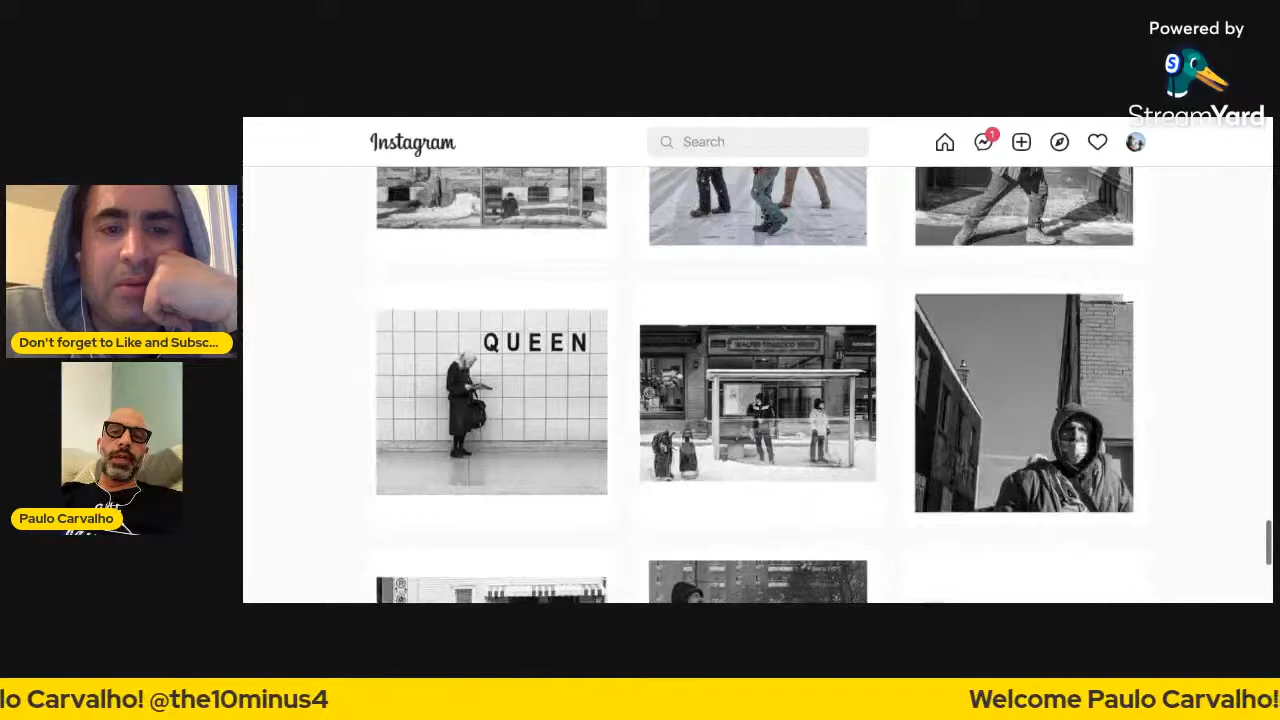 Powered by
StreamYard
Instagram
Search
1
Don't forget to Like and Subsc...
QUEEN
Paulo Carvalho
lo Carvalho! @the10minus4
Welcome Paulo Carvalho!